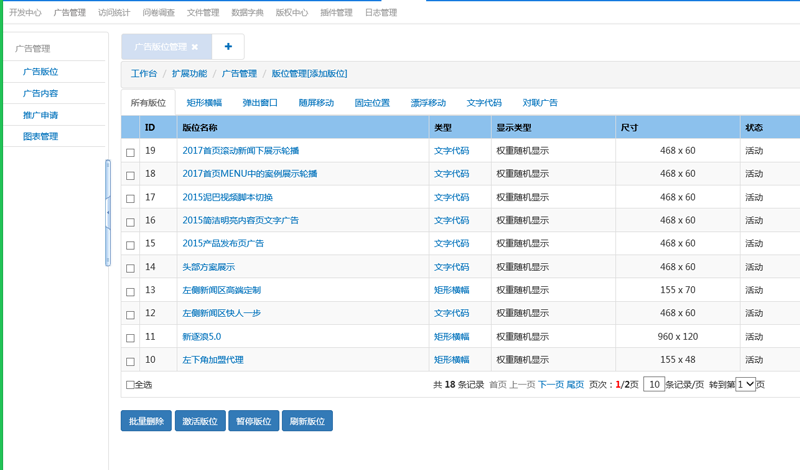 开发中心 广告管理 访问统计 问卷调查 文件管理 数据字典 版权中心 插件管理 日志管理
广告管理
广告版位
广告内容
推广申请
图表管理
广告版位管理 ✖ +
工作台 / 扩展功能 / 广告管理 / 版位管理[添加版位]
所有版位 矩形横幅 弹出窗口 随屏移动 固定位置 漂浮移动 文字代码 对联广告
ID 版位名称 类型 显示类型 尺寸 状态
19 2017首页滚动新闻下展示轮播 文字代码 权重随机显示 468 x 60 活动
18 2017首页MENU中的案例展示轮播 文字代码 权重随机显示 468 x 60 活动
17 2015泥巴视频脚本切换 文字代码 权重随机显示 468 x 60 活动
16 2015简洁明亮内容页文字广告 文字代码 权重随机显示 468 x 60 活动
15 2015产品发布页广告 文字代码 权重随机显示 468 x 60 活动
14 头部方案展示 文字代码 权重随机显示 468 x 60 活动
13 左侧新闻区高端定制 矩形横幅 权重随机显示 155 x 70 活动
12 左侧新闻区快人一步 文字代码 权重随机显示 468 x 60 活动
11 新逐浪5.0 矩形横幅 权重随机显示 960 x 120 活动
10 左下角加盟代理 矩形横幅 权重随机显示 155 x 48 活动
全选 共 18 条记录 首页 上一页 下一页 尾页 页次：1/2页 10 条记录/页 转到第 1 页
批量删除 激活版位 暂停版位 刷新版位